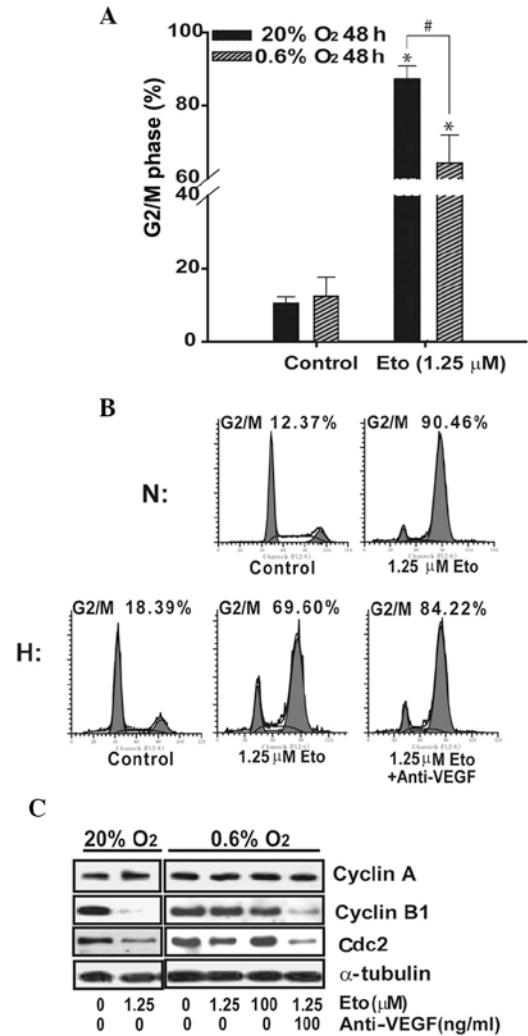 A
20% O2 48 h
0.6% O2 48 h
#
*
*
G2/M phase (%)
100
80
60
40
20
0
Control Eto (1.25 μM)
B
G2/M 12.37% G2/M 90.46%
N:
Control 1.25 μM Eto
G2/M 18.39% G2/M 69.60% G2/M 84.22%
H:
Control 1.25 μM Eto 1.25 μM Eto
+Anti-VEGF
C
20% O2 0.6% O2
Cyclin A
Cyclin B1
Cdc2
α-tubulin
0 1.25 0 1.25 100 1.25 Eto(μM)
0 0 0 0 0 100 Anti-VEGF(ng/ml)